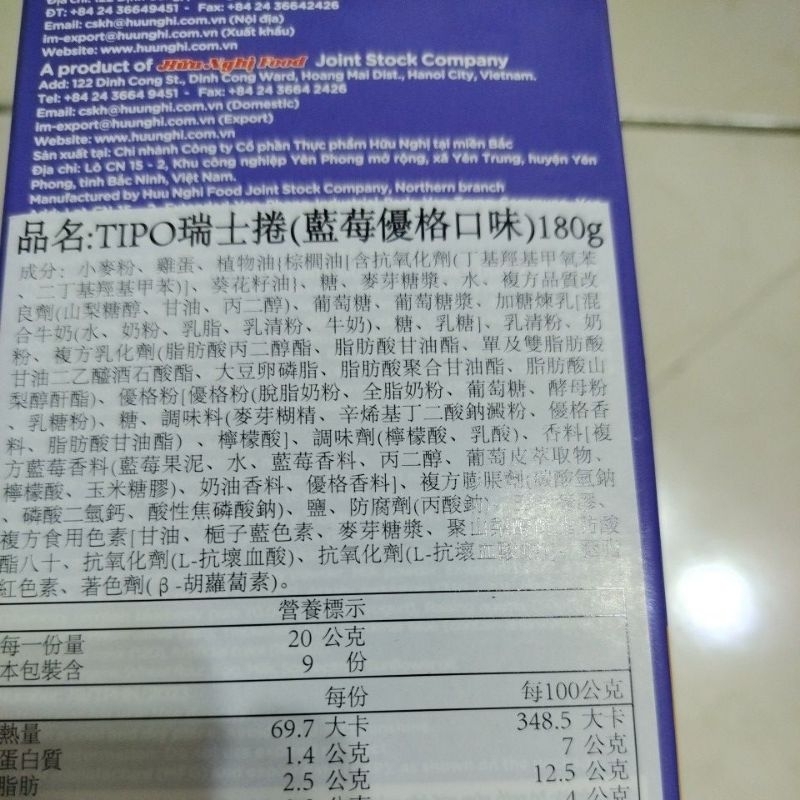 ĐT: +84 24 36649451 - Fax: +84 24 36642426
Email: cskh@huunghi.com.vn (Nội địa)
im-export@huunghi.com.vn (Xuất khẩu)
Website: www.huunghi.com.vn
A product of Hữu Nghị Food Joint Stock Company
Add: 122 Dinh Cong St., Dinh Cong Ward, Hoang Mai Dist., Hanoi City, Vietnam.
Tel: +84 24 3664 9451 - Fax: +84 24 3664 2426
Email: cskh@huunghi.com.vn (Domestic)
im-export@huunghi.com.vn (Export)
Website: www.huunghi.com.vn
Sản xuất tại: Chi nhánh Công ty Cổ phần Thực phẩm Hữu Nghị tại miền Bắc
Địa chỉ: Lô CN 15 - 2, Khu công nghiệp Yên Phong mở rộng, xã Yên Trung, huyện Yên
Phong, tỉnh Bắc Ninh, Việt Nam.
Manufactured by Huu Nghi Food Joint Stock Company, Northern branch
品名:TIPO瑞士捲(藍莓優格口味)180g
成分: 小麥粉、雞蛋、植物油{棕櫚油[含抗氧化劑(丁基羥基甲氧苯
、二丁基羥基甲苯)]、葵花籽油}、糖、麥芽糖漿、水、複方品質改
良劑(山梨糖醇、甘油、丙二醇)、葡萄糖、葡萄糖漿、加糖煉乳[混
合牛奶(水、奶粉、乳脂、乳清粉、牛奶)、糖、乳糖]、乳清粉、奶
粉、複方乳化劑(脂肪酸丙二醇酯、脂肪酸甘油酯、單及雙脂肪酸
甘油二乙醯酒石酸酯、大豆卵磷脂、脂肪酸聚合甘油酯、脂肪酸山
梨醇酐酯)、優格粉[優格粉(脫脂奶粉、全脂奶粉、葡萄糖、酵母粉
、乳糖粉)、糖、調味料(麥芽糊精、辛烯基丁二酸鈉澱粉、優格香
料、脂肪酸甘油酯)、檸檬酸]、調味劑(檸檬酸、乳酸)、香料[複
方藍莓香料(藍莓果泥、水、藍莓香料、丙二醇、葡萄皮萃取物、
檸檬酸、玉米糖膠)、奶油香料、優格香料]、複方膨脹劑(碳酸氫鈉
、磷酸二氫鈣、酸性焦磷酸鈉)、鹽、防腐劑(丙酸鈉)、膠、
複方食用色素[甘油、梔子藍色素、麥芽糖漿、聚山梨醇酐脂肪酸
酯八十、抗氧化劑(L-抗壞血酸)、抗氧化劑(L-抗壞血
紅色素、著色劑(β-胡蘿蔔素)。
營養標示
每一份量 20 公克
本包裝含 9 份
每份 每100公克
熱量 69.7 大卡 348.5 大卡
蛋白質 1.4 公克 7 公克
脂肪 2.5 公克 12.5 公克
4 公克